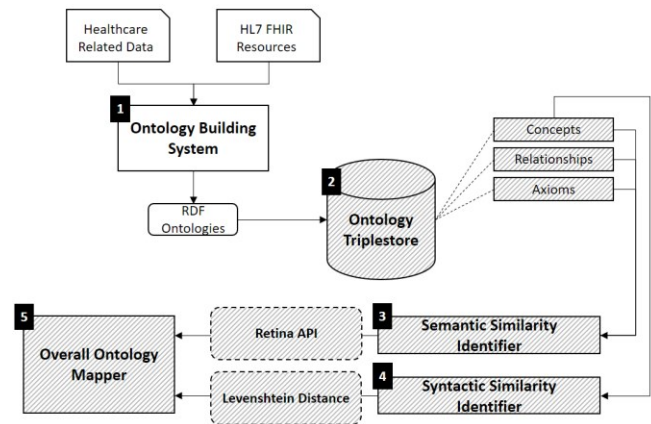 Healthcare
Related Data
HL7 FHIR
Resources
1
Ontology Building
System
RDF
Ontologies
2
Ontology
Triplestore
Concepts
Relationships
Axioms
3
Semantic Similarity
Identifier
Retina API
5
Overall Ontology
Mapper
4
Syntactic Similarity
Identifier
Levenshtein Distance